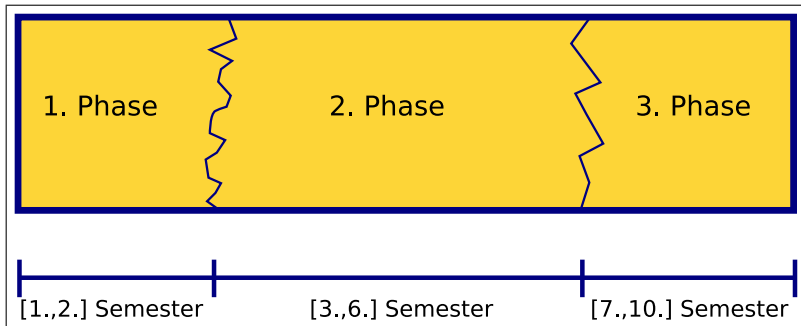 1. Phase
2. Phase
3. Phase
[1.,2.] Semester
[3.,6.] Semester
[7.,10.] Semester